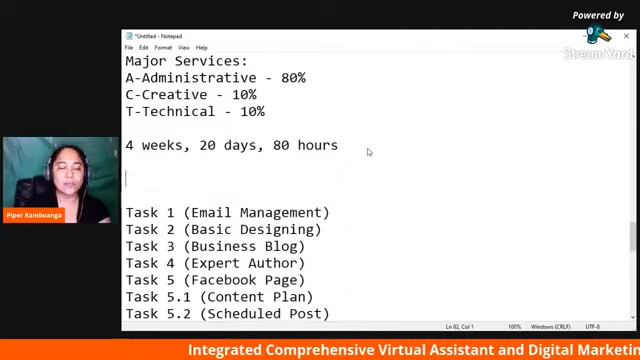 Powered by
StreamYard
*Untitled - Notepad
File Edit Format View Help
Major Services:
A-Administrative - 80%
C-Creative - 10%
T-Technical - 10%
4 weeks, 20 days, 80 hours
Piper Ramboanga
Task 1 (Email Management)
Task 2 (Basic Designing)
Task 3 (Business Blog)
Task 4 (Expert Author)
Task 5 (Facebook Page)
Task 5.1 (Content Plan)
Task 5.2 (Scheduled Post)
Ln 82, Col 1 100% Windows (CRLF) UTF-8
Integrated Comprehensive Virtual Assistant and Digital Marketin